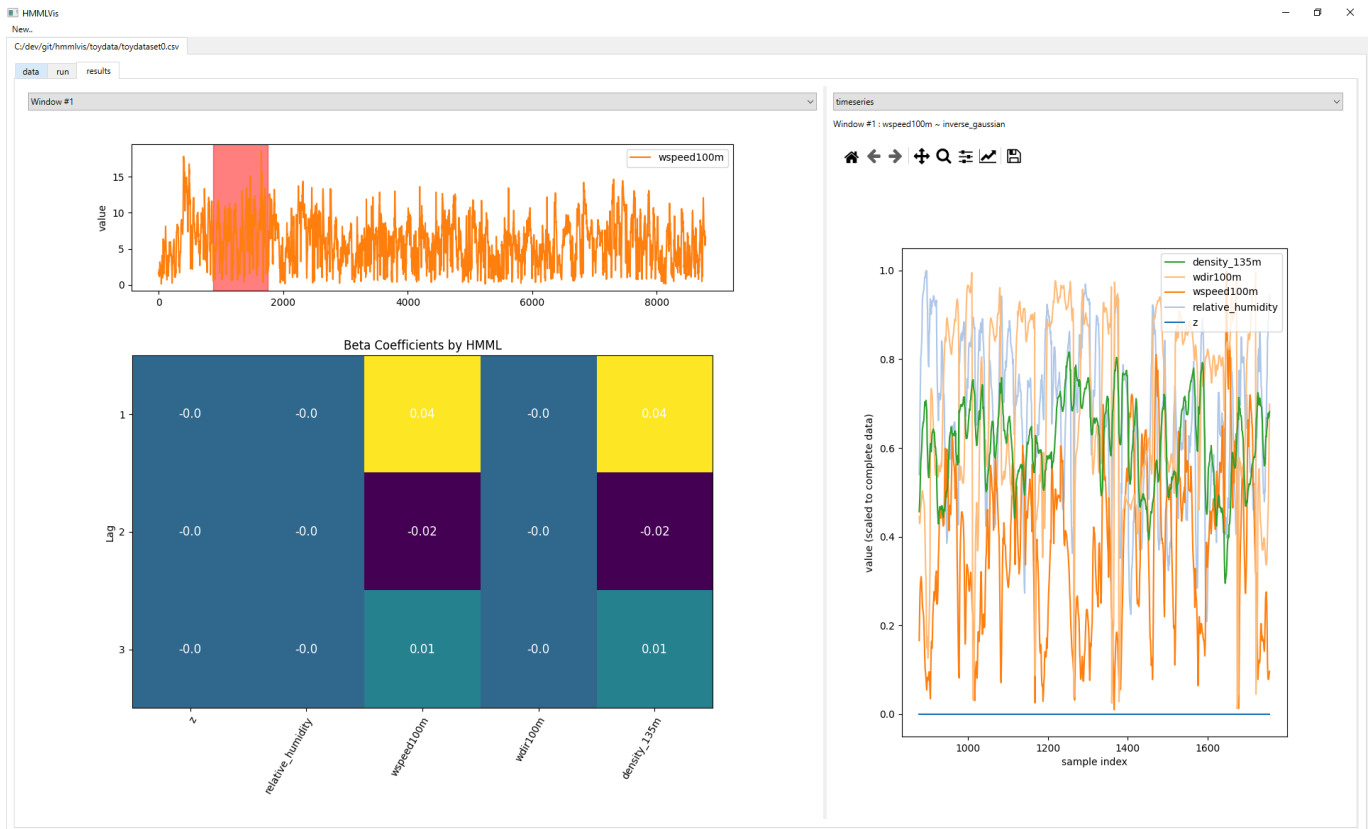 HMMLVis
New..
C:/dev/git/hmmlvis/toydata/toydataset0.csv
data run results
Window #1
wspeed100m
value
15
10
5
0
0 2000 4000 6000 8000
Beta Coefficients by HMML
Lag
1 -0.0 -0.0 0.04 -0.0 0.04
2 -0.0 -0.0 -0.02 -0.0 -0.02
3 -0.0 -0.0 0.01 -0.0 0.01
z relative_humidity wspeed100m wdir100m density_135m
timeseries
Window #1 : wspeed100m ~ inverse_gaussian
density_135m
wdir100m
wspeed100m
relative_humidity
z
value (scaled to complete data)
1.0
0.8
0.6
0.4
0.2
0.0
1000 1200 1400 1600
sample index